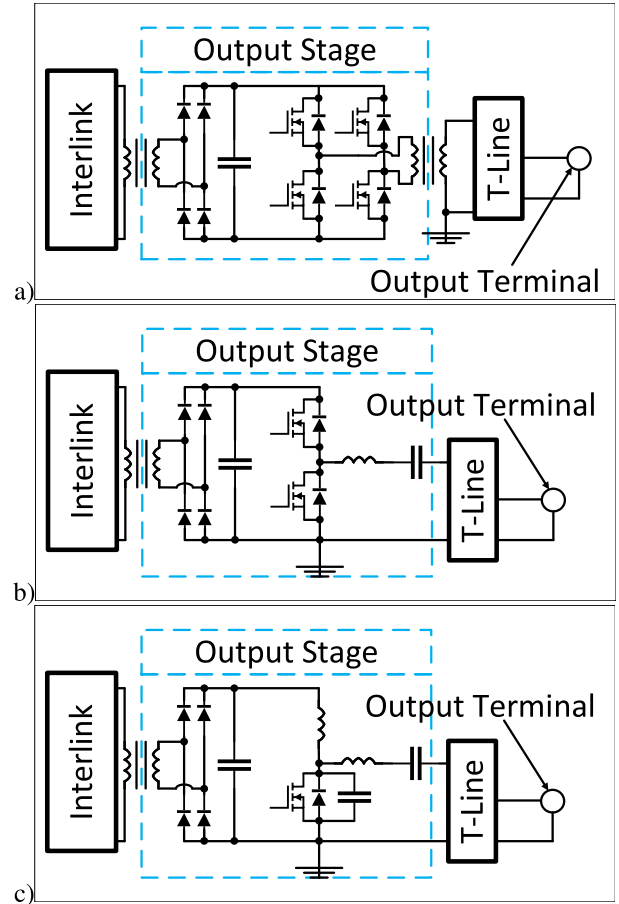 Output Stage
Interlink
T-Line
Output Terminal
a)
Output Stage
Output Terminal
Interlink
T-Line
b)
Output Stage
Output Terminal
Interlink
T-Line
c)